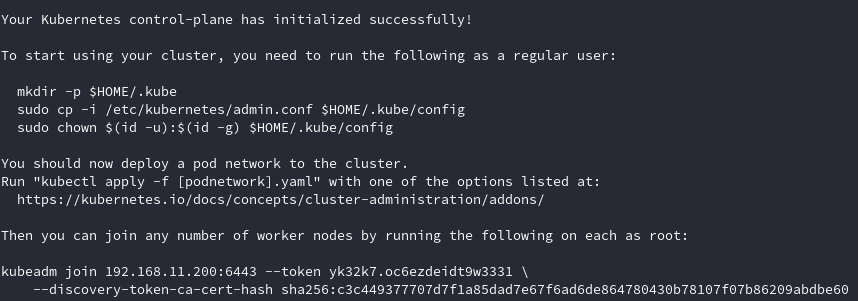 Your Kubernetes control-plane has initialized successfully!
To start using your cluster, you need to run the following as a regular user:
mkdir -p $HOME/.kube
sudo cp -i /etc/kubernetes/admin.conf $HOME/.kube/config
sudo chown $(id -u):$(id -g) $HOME/.kube/config
You should now deploy a pod network to the cluster.
Run "kubectl apply -f [podnetwork].yaml" with one of the options listed at:
https://kubernetes.io/docs/concepts/cluster-administration/addons/
Then you can join any number of worker nodes by running the following on each as root:
kubeadm join 192.168.11.200:6443 --token yk32k7.oc6ezdeidt9w3331 \
--discovery-token-ca-cert-hash sha256:c3c449377707d7f1a85dad7e67f6ad6de864780430b78107f07b86209abdbe60